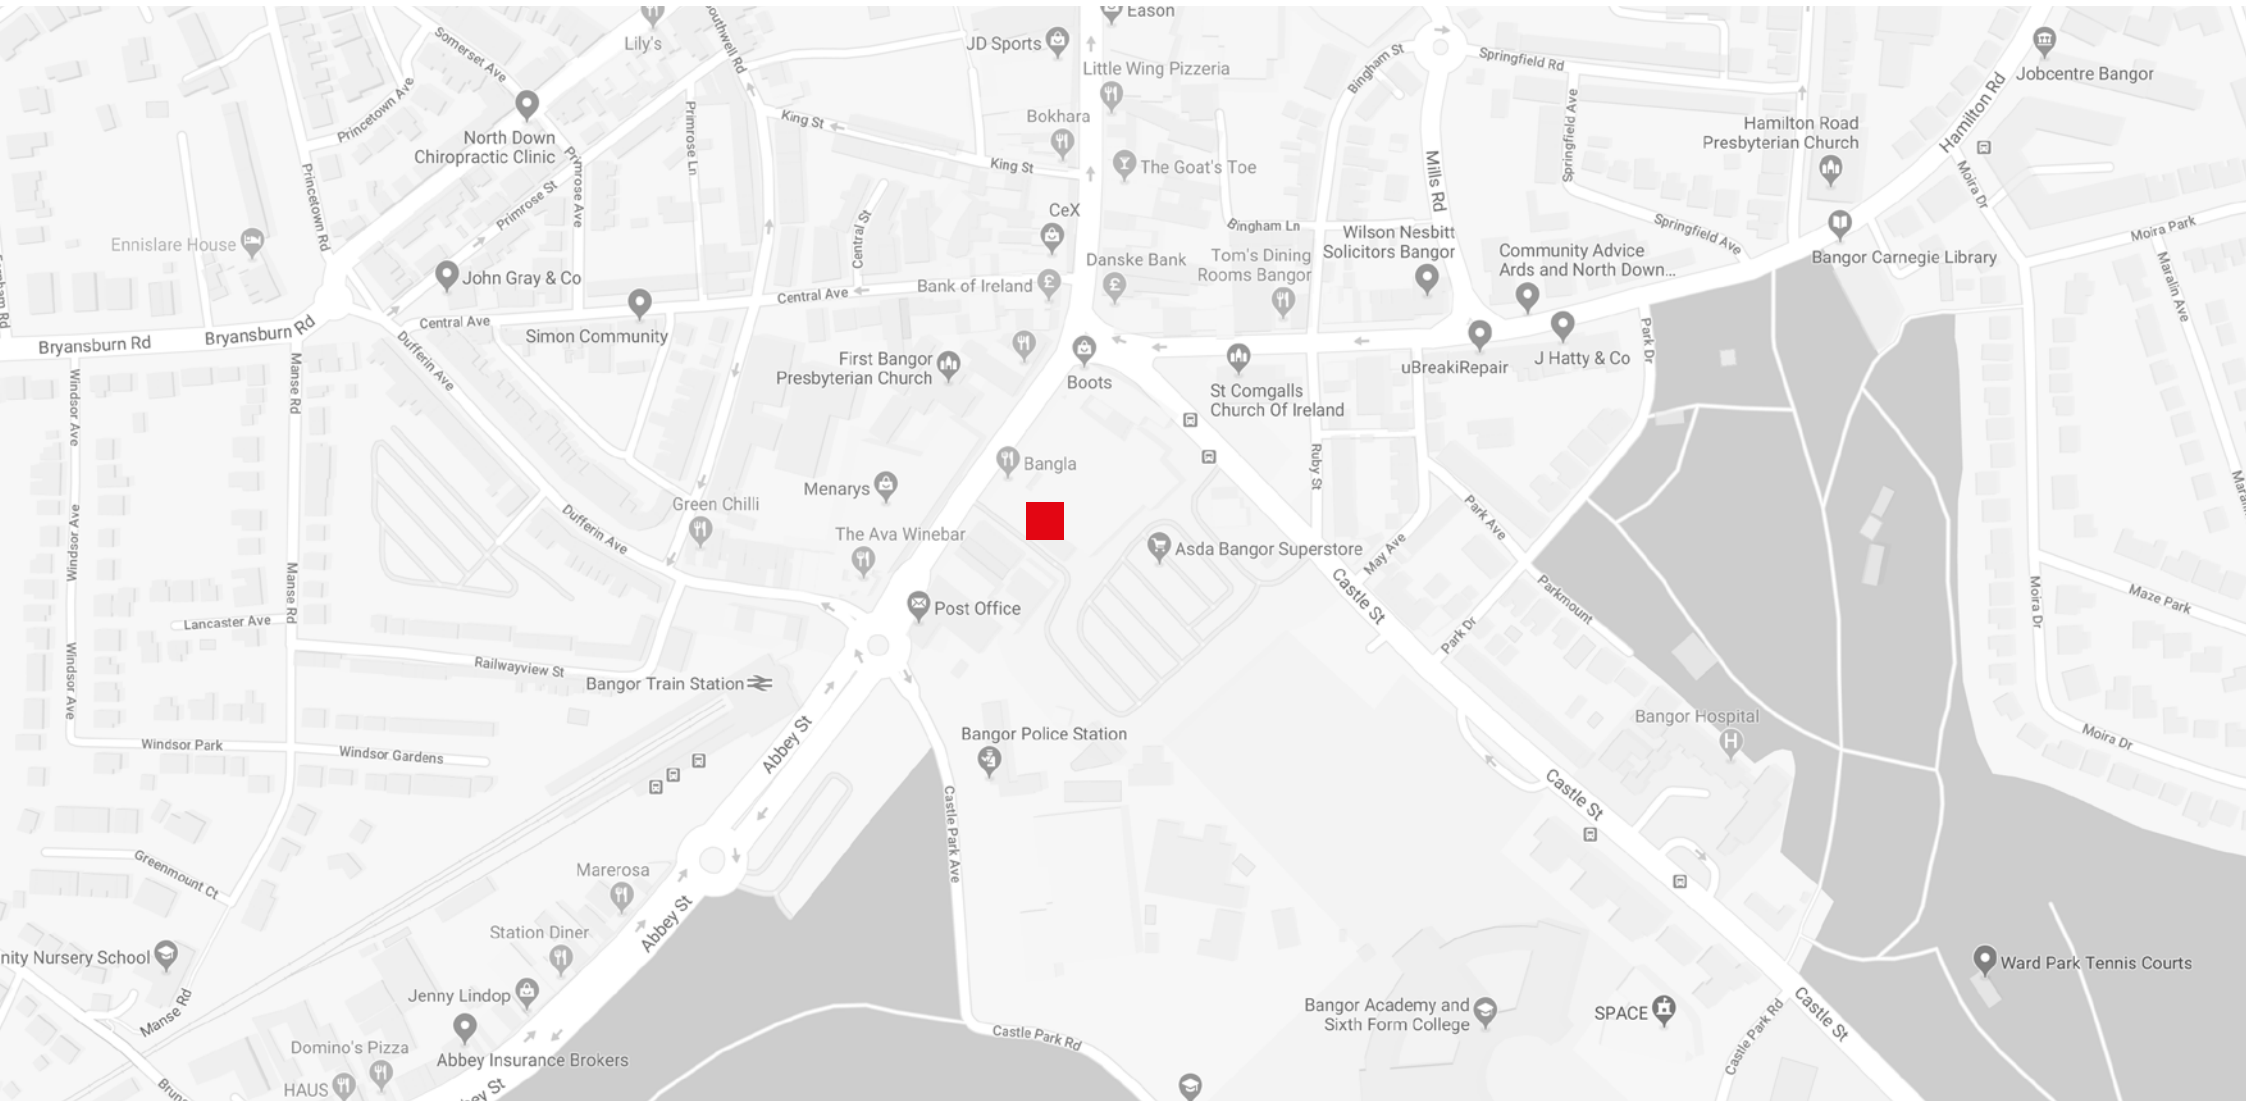 Eason
Lily's
Somerset Ave
Southwell Rd
JD Sports
Little Wing Pizzeria
Bingham St
Springfield Rd
Jobcentre Bangor
Princetown Ave
North Down
Chiropractic Clinic
Primrose Ln
King St
Bokhara
King St
The Goat's Toe
Mills Rd
Springfield Ave
Hamilton Road
Presbyterian Church
Hamilton Rd
Moira Dr
Princetown Rd
Primrose Ave
Primrose St
Ennislare House
CeX
Central St
Bingham Ln
Wilson Nesbitt
Solicitors Bangor
Springfield Ave
Moira Park
Bangor Carnegie Library
John Gray & Co
Danske Bank
Tom's Dining
Rooms Bangor
Community Advice
Ards and North Down...
Maralin Ave
Bank of Ireland
Central Ave
Central Ave
Simon Community
Bryansburn Rd
Bryansburn Rd
Dufferin Ave
Manse Rd
Windsor Ave
First Bangor
Presbyterian Church
Boots
St Comgalls
Church Of Ireland
uBreakiRepair
J Hatty & Co
Park Dr
Ruby St
Bangla
Menarys
Green Chilli
Dufferin Ave
The Ava Winebar
Asda Bangor Superstore
Park Ave
May Ave
Castle St
Parkmount
Windsor Ave
Manse Rd
Lancaster Ave
Post Office
Park Dr
Moira Dr
Maze Park
Railwayview St
Bangor Train Station
Windsor Ave
Windsor Park
Windsor Gardens
Abbey St
Bangor Police Station
Bangor Hospital
Moira Dr
Castle St
Castle Park Ave
Greenmount Ct
Marerosa
Abbey St
Station Diner
nity Nursery School
Jenny Lindop
Manse Rd
Abbey Insurance Brokers
Domino's Pizza
HAUS
ey St
Castle Park Rd
Bangor Academy and
Sixth Form College
SPACE
Castle Park Rd
Castle St
Ward Park Tennis Courts